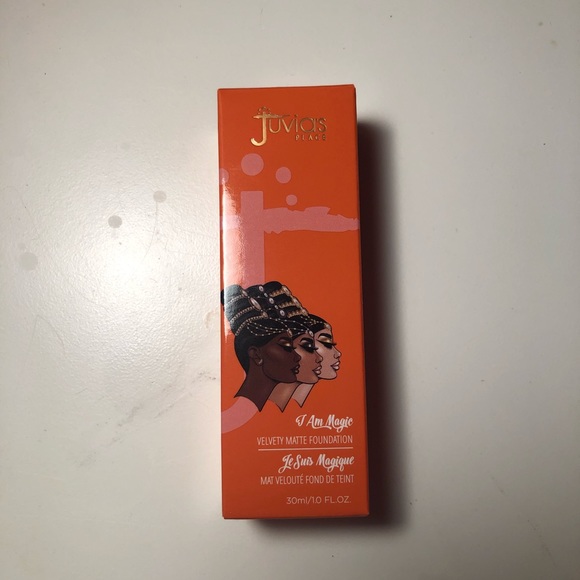 Juvia's
PLACE
I Am Magic
VELVETY MATTE FOUNDATION
Je Suis Magique
MAT VELOUTÉ FOND DE TEINT
30ml/1.0 FL.OZ.